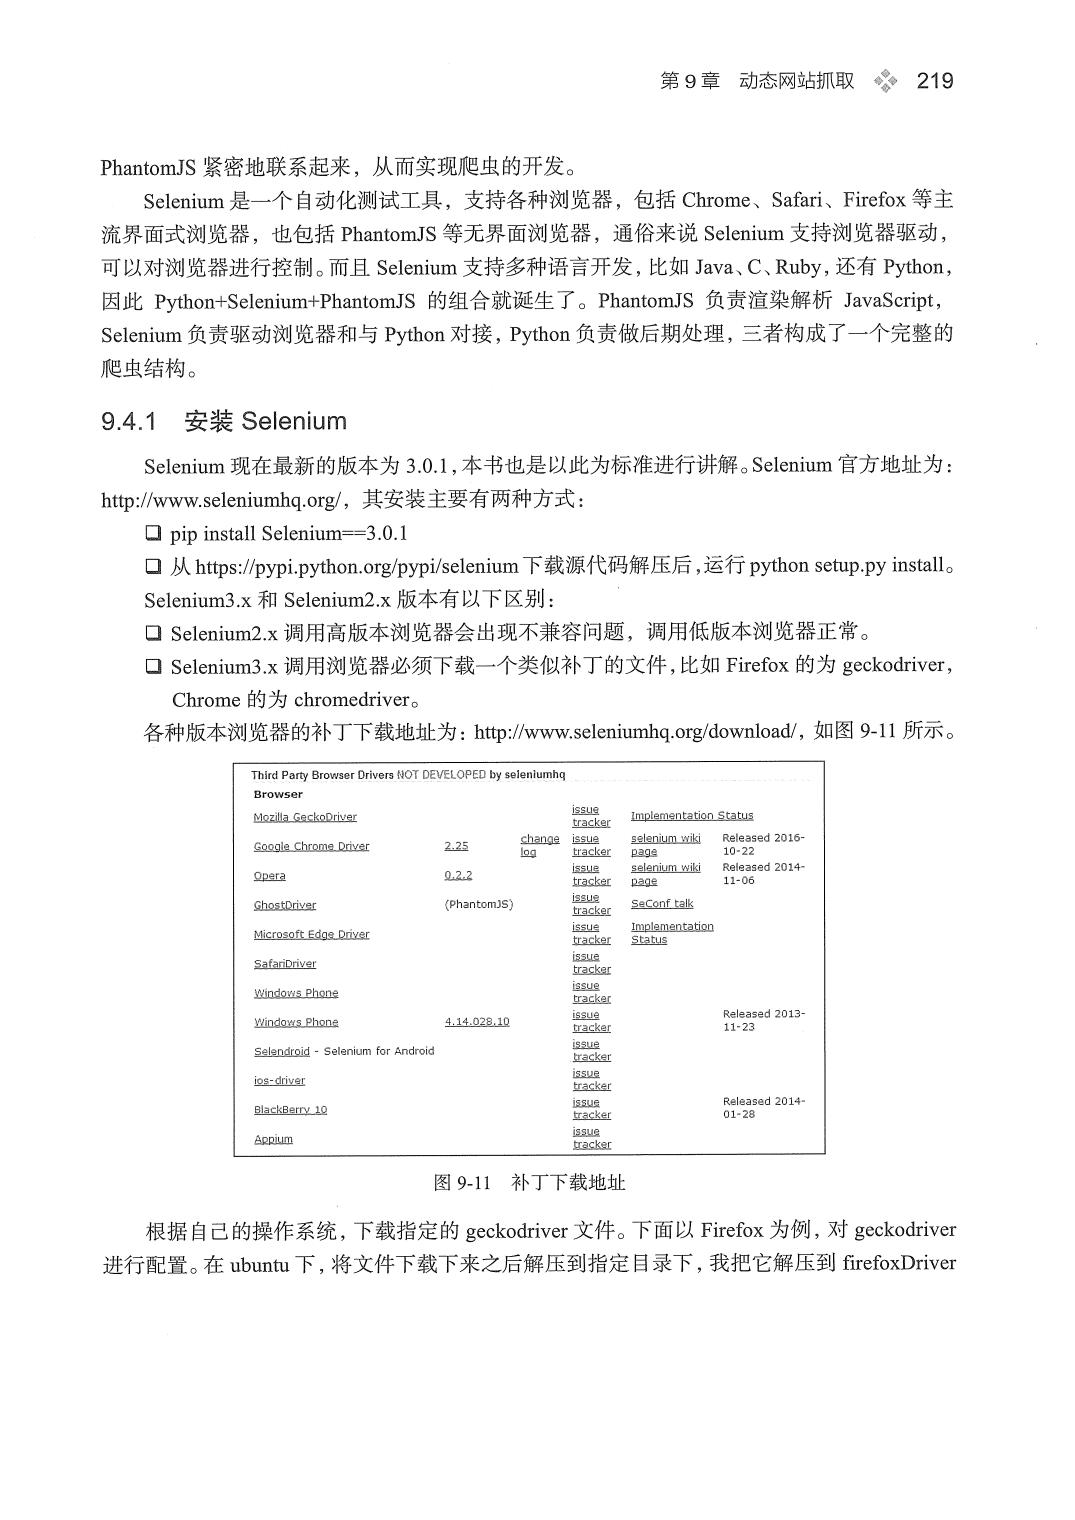 第 9 章 动态网站抓取 219
PhantomJS 紧密地联系起来，从而实现爬虫的开发。
Selenium 是一个自动化测试工具，支持各种浏览器，包括 Chrome、Safari、Firefox 等主
流界面式浏览器，也包括 PhantomJS 等无界面浏览器，通俗来说 Selenium 支持浏览器驱动，
可以对浏览器进行控制。而且 Selenium 支持多种语言开发，比如 Java、C、Ruby，还有 Python，
因此 Python+Selenium+PhantomJS 的组合就诞生了。PhantomJS 负责渲染解析 JavaScript，
Selenium 负责驱动浏览器和与 Python 对接，Python 负责做后期处理，三者构成了一个完整的
爬虫结构。
9.4.1 安装 Selenium
Selenium 现在最新的版本为 3.0.1，本书也是以此为标准进行讲解。Selenium 官方地址为：
http://www.seleniumhq.org/，其安装主要有两种方式：
❑ pip install Selenium==3.0.1
❑ 从 https://pypi.python.org/pypi/selenium 下载源代码解压后，运行 python setup.py install。
Selenium3.x 和 Selenium2.x 版本有以下区别：
❑ Selenium2.x 调用高版本浏览器会出现不兼容问题，调用低版本浏览器正常。
❑ Selenium3.x 调用浏览器必须下载一个类似补丁的文件，比如 Firefox 的为 geckodriver，
Chrome 的为 chromedriver。
各种版本浏览器的补丁下载地址为：http://www.seleniumhq.org/download/，如图 9-11 所示。
Third Party Browser Drivers NOT DEVELOPED by seleniumhq
Browser
Mozilla GeckoDriver issue tracker Implementation Status
Google Chrome Driver 2.25 change log issue tracker selenium wiki page Released 2016-10-22
Opera 0.2.2 issue tracker selenium wiki page Released 2014-11-06
GhostDriver (PhantomJS) issue tracker SeConf talk
Microsoft Edge Driver issue tracker Implementation Status
SafariDriver issue tracker
Windows Phone issue tracker
Windows Phone 4.14.028.10 issue tracker Released 2013-11-23
Selendroid - Selenium for Android issue tracker
ios-driver issue tracker
BlackBerry 10 issue tracker Released 2014-01-28
Appium issue tracker
图 9-11 补丁下载地址
根据自己的操作系统，下载指定的 geckodriver 文件。下面以 Firefox 为例，对 geckodriver
进行配置。在 ubuntu 下，将文件下载下来之后解压到指定目录下，我把它解压到 firefoxDriver